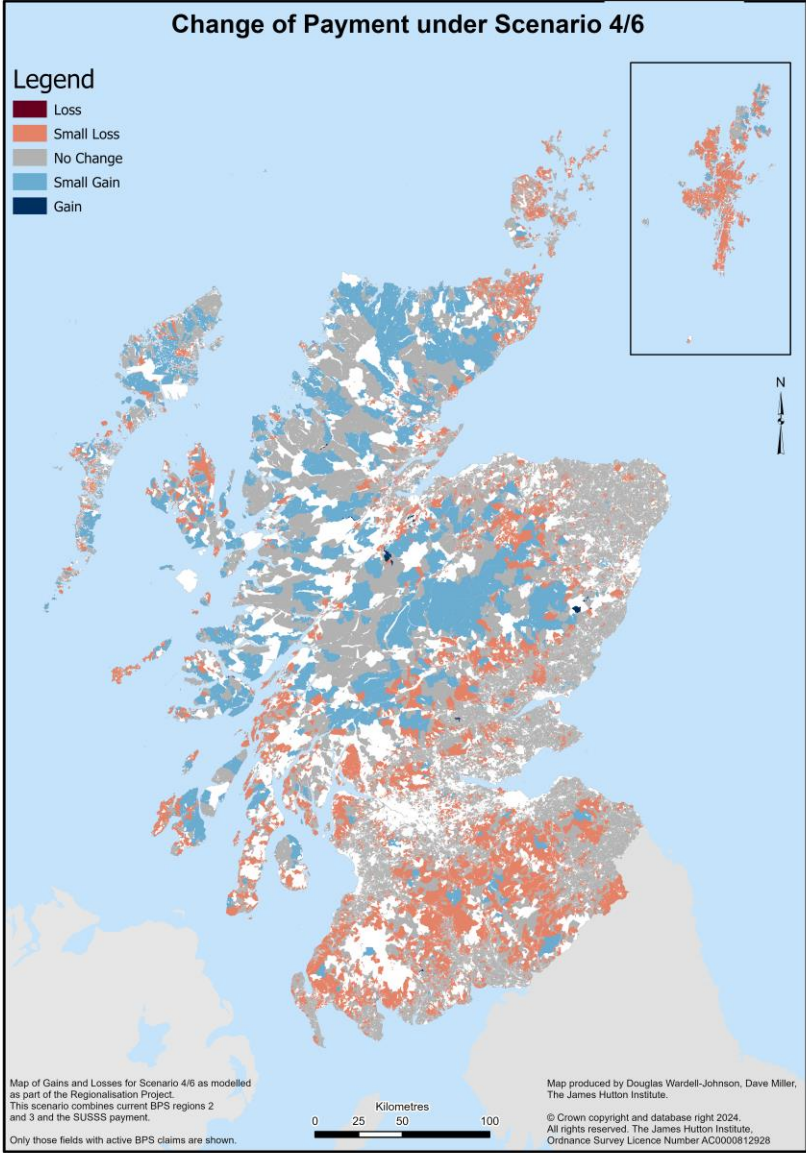 Change of Payment under Scenario 4/6
Legend
Loss
Small Loss
No Change
Small Gain
Gain
N
Map of Gains and Losses for Scenario 4/6 as modelled
as part of the Regionalisation Project.
This scenario combines current BPS regions 2
and 3 and the SUSSS payment.
Only those fields with active BPS claims are shown.
Kilometres
0 25 50 100
Map produced by Douglas Wardell-Johnson, Dave Miller,
The James Hutton Institute.
© Crown copyright and database right 2024.
All rights reserved. The James Hutton Institute,
Ordnance Survey Licence Number AC0000812928